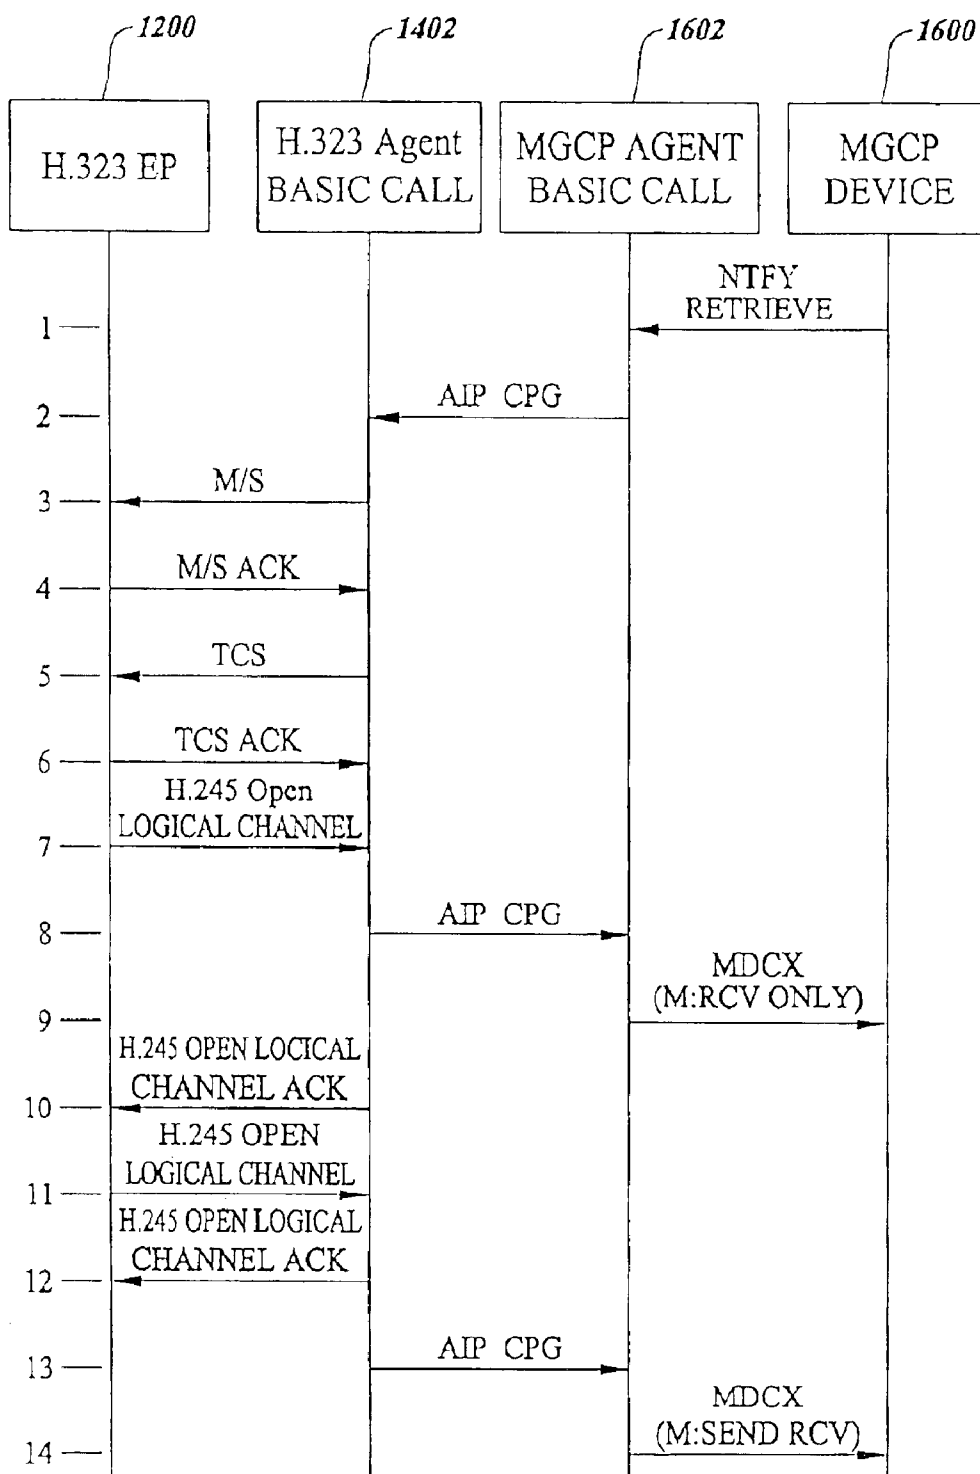 1200
1402
1602
1600
H.323 EP
H.323 Agent
BASIC CALL
MGCP AGENT
BASIC CALL
MGCP
DEVICE
NTFY
RETRIEVE
1
AIP CPG
2
M/S
3
M/S ACK
4
TCS
5
TCS ACK
6
H.245 Open
LOGICAL CHANNEL
7
AIP CPG
8
MDCX
(M:RCV ONLY)
9
H.245 OPEN LOCICAL
CHANNEL ACK
10
H.245 OPEN
LOGICAL CHANNEL
11
H.245 OPEN LOGICAL
CHANNEL ACK
12
AIP CPG
13
MDCX
(M:SEND RCV)
14